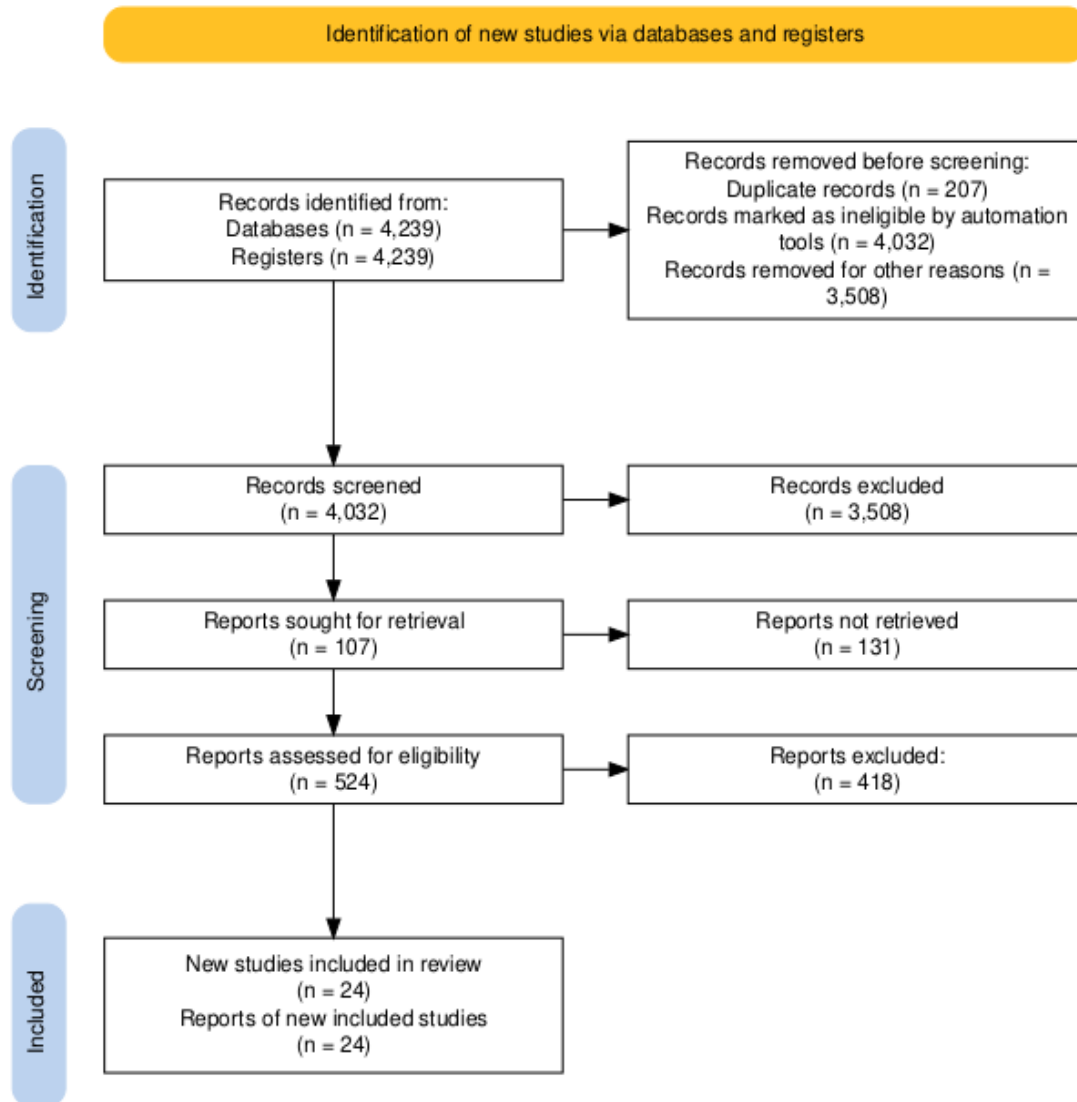 Identification of new studies via databases and registers
Identification
Records identified from:
Databases (n = 4,239)
Registers (n = 4,239)
Records removed before screening:
Duplicate records (n = 207)
Records marked as ineligible by automation
tools (n = 4,032)
Records removed for other reasons (n =
3,508)
Screening
Records screened
(n = 4,032)
Records excluded
(n = 3,508)
Reports sought for retrieval
(n = 107)
Reports not retrieved
(n = 131)
Reports assessed for eligibility
(n = 524)
Reports excluded:
(n = 418)
Included
New studies included in review
(n = 24)
Reports of new included studies
(n = 24)